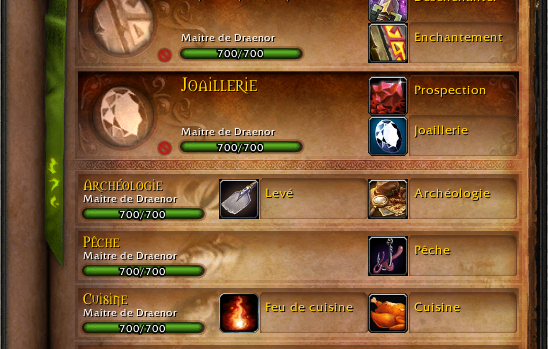 Désenchanter
Maître de Draenor
700/700
Enchantement
Joaillerie
Prospection
Maître de Draenor
700/700
Joaillerie
Archéologie
Maître de Draenor
700/700
Levé
Archéologie
Pêche
Maître de Draenor
700/700
Pêche
Cuisine
Maître de Draenor
700/700
Feu de cuisine
Cuisine